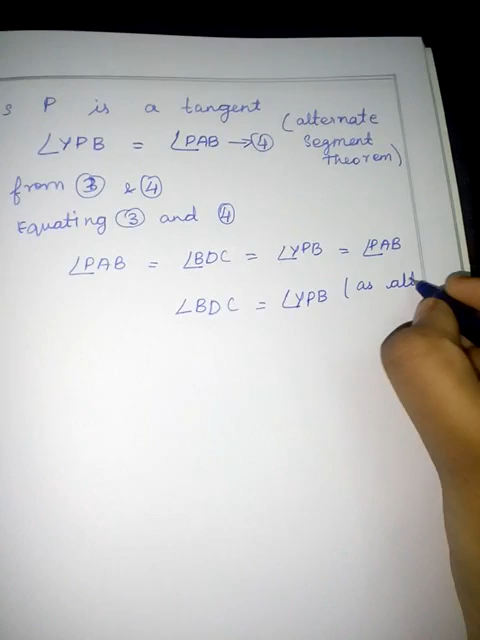 s P is a tangent
∠YPB = ∠PAB → ④ (alternate Segment Theorem)
from ③ & ④
Equating ③ and ④
∠PAB = ∠BDC = ∠YPB = ∠PAB
∠BDC = ∠YPB (as alt